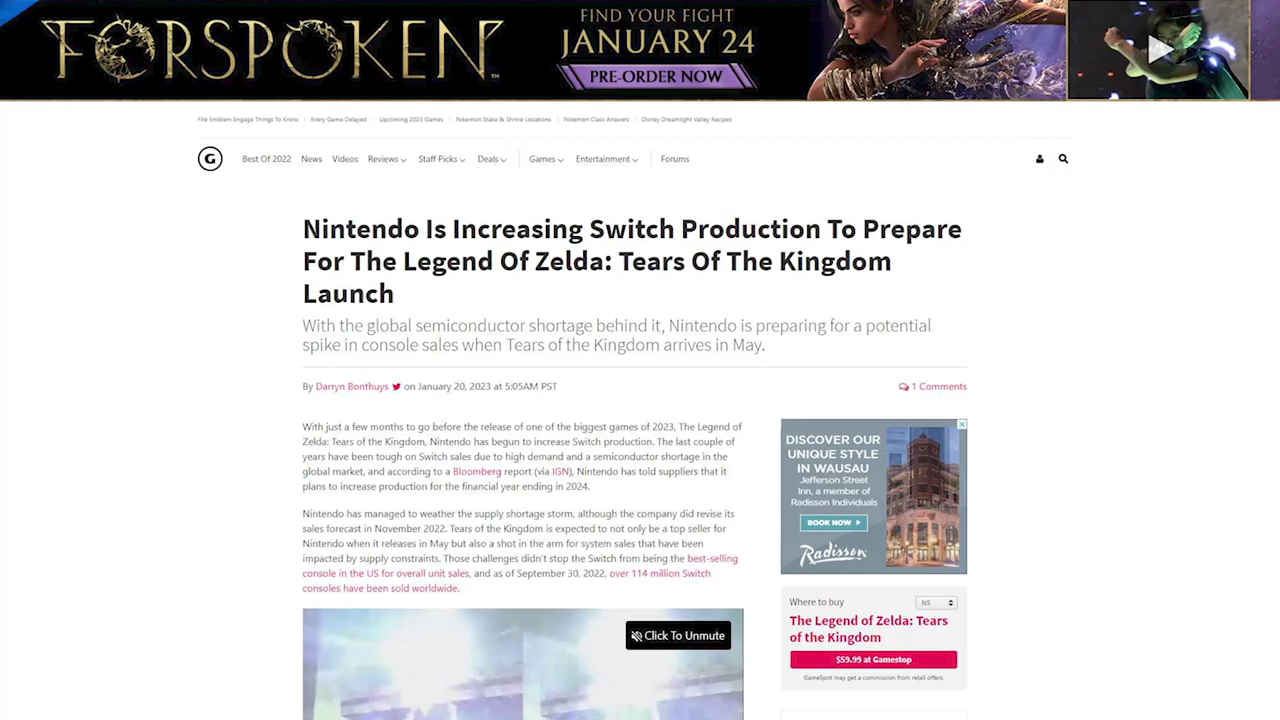 FORSPOKEN
FIND YOUR FIGHT
JANUARY 24
PRE-ORDER NOW
Fire Emblem Engage Things To Know Every Game Delayed Upcoming 2023 Games Pokemon Stake & Shrine Locations Pokemon Class Answers Disney Dreamlight Valley Recipes
G Best Of 2022 News Videos Reviews Staff Picks Deals Games Entertainment Forums
Nintendo Is Increasing Switch Production To Prepare
For The Legend Of Zelda: Tears Of The Kingdom
Launch
With the global semiconductor shortage behind it, Nintendo is preparing for a potential
spike in console sales when Tears of the Kingdom arrives in May.
By Darryn Bonthuys on January 20, 2023 at 5:05AM PST
1 Comments
With just a few months to go before the release of one of the biggest games of 2023, The Legend of
Zelda: Tears of the Kingdom, Nintendo has begun to increase Switch production. The last couple of
years have been tough on Switch sales due to high demand and a semiconductor shortage in the
global market, and according to a Bloomberg report (via IGN), Nintendo has told suppliers that it
plans to increase production for the financial year ending in 2024.
Nintendo has managed to weather the supply shortage storm, although the company did revise its
sales forecast in November 2022. Tears of the Kingdom is expected to not only be a top seller for
Nintendo when it releases in May but also a shot in the arm for system sales that have been
impacted by supply constraints. Those challenges didn't stop the Switch from being the best-selling
console in the US for overall unit sales, and as of September 30, 2022, over 114 million Switch
consoles have been sold worldwide.
Click To Unmute
DISCOVER OUR
UNIQUE STYLE
IN WAUSAU
Jefferson Street
Inn, a member of
Radisson Individuals
BOOK NOW
Radisson
Where to buy
NS
The Legend of Zelda: Tears
of the Kingdom
$59.99 at Gamestop
GameSpot may get a commission from retail offers.